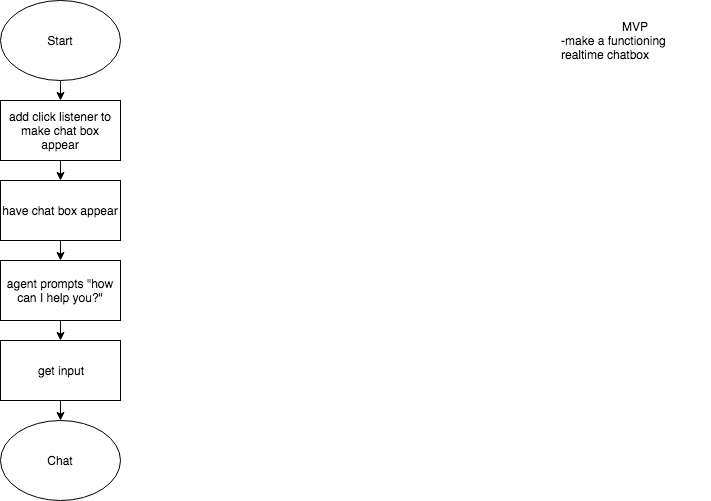 Start
add click listener to
make chat box
appear
have chat box appear
agent prompts "how
can I help you?"
get input
Chat
MVP
-make a functioning
realtime chatbox